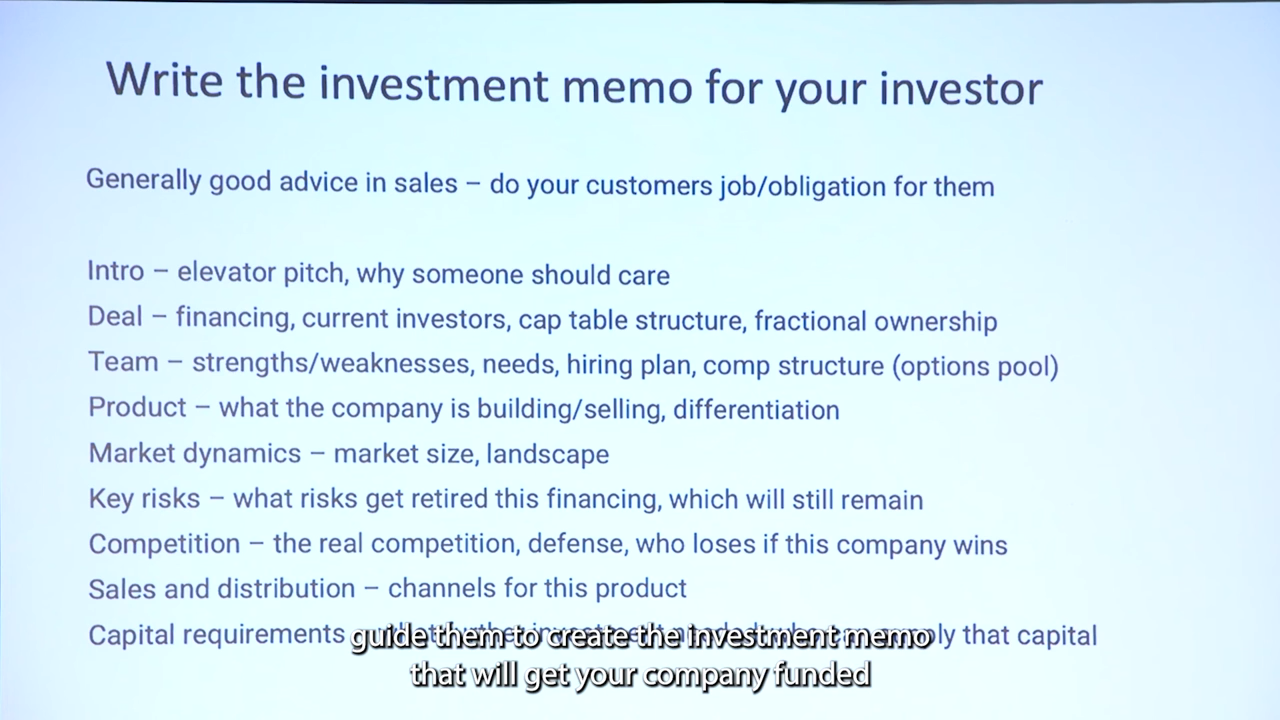 Write the investment memo for your investor
Generally good advice in sales – do your customers job/obligation for them
Intro – elevator pitch, why someone should care
Deal – financing, current investors, cap table structure, fractional ownership
Team – strengths/weaknesses, needs, hiring plan, comp structure (options pool)
Product – what the company is building/selling, differentiation
Market dynamics – market size, landscape
Key risks – what risks get retired this financing, which will still remain
Competition – the real competition, defense, who loses if this company wins
Sales and distribution – channels for this product
Capital requirements that capital
guide them to create the investment memo
that will get your company funded